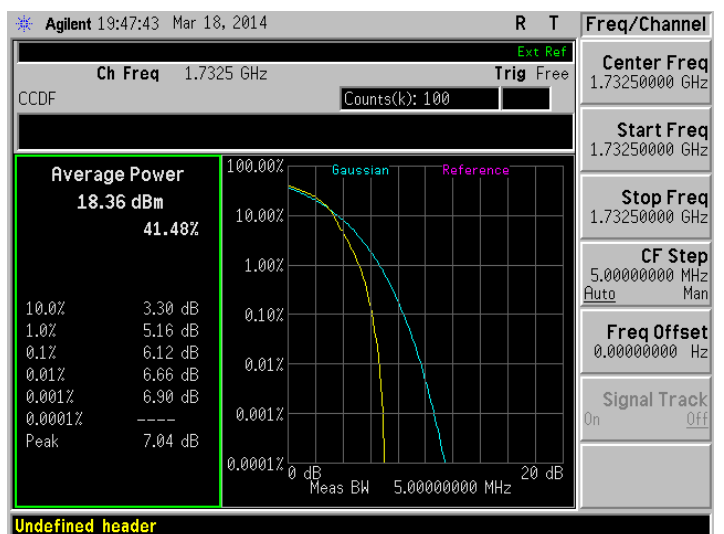 Agilent 19:47:43 Mar 18, 2014 R T
Ext Ref
Ch Freq 1.7325 GHz Trig Free
CCDF Counts(k): 100
Average Power
18.36 dBm
41.48%
10.0% 3.30 dB
1.0% 5.16 dB
0.1% 6.12 dB
0.01% 6.66 dB
0.001% 6.90 dB
0.0001% ----
Peak 7.04 dB
Gaussian Reference
100.00%
10.00%
1.00%
0.10%
0.01%
0.001%
0.0001%
0 dB 20 dB
Meas BW 5.00000000 MHz
Freq/Channel
Center Freq
1.73250000 GHz
Start Freq
1.73250000 GHz
Stop Freq
1.73250000 GHz
CF Step
5.00000000 MHz
Auto Man
Freq Offset
0.00000000 Hz
Signal Track
On Off
Undefined header